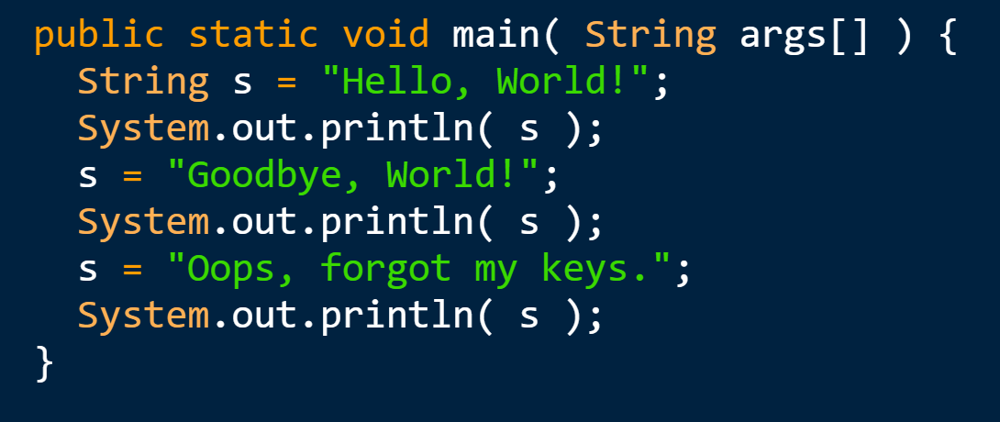 public static void main( String args[] ) {
  String s = "Hello, World!";
  System.out.println( s );
  s = "Goodbye, World!";
  System.out.println( s );
  s = "Oops, forgot my keys.";
  System.out.println( s );
}